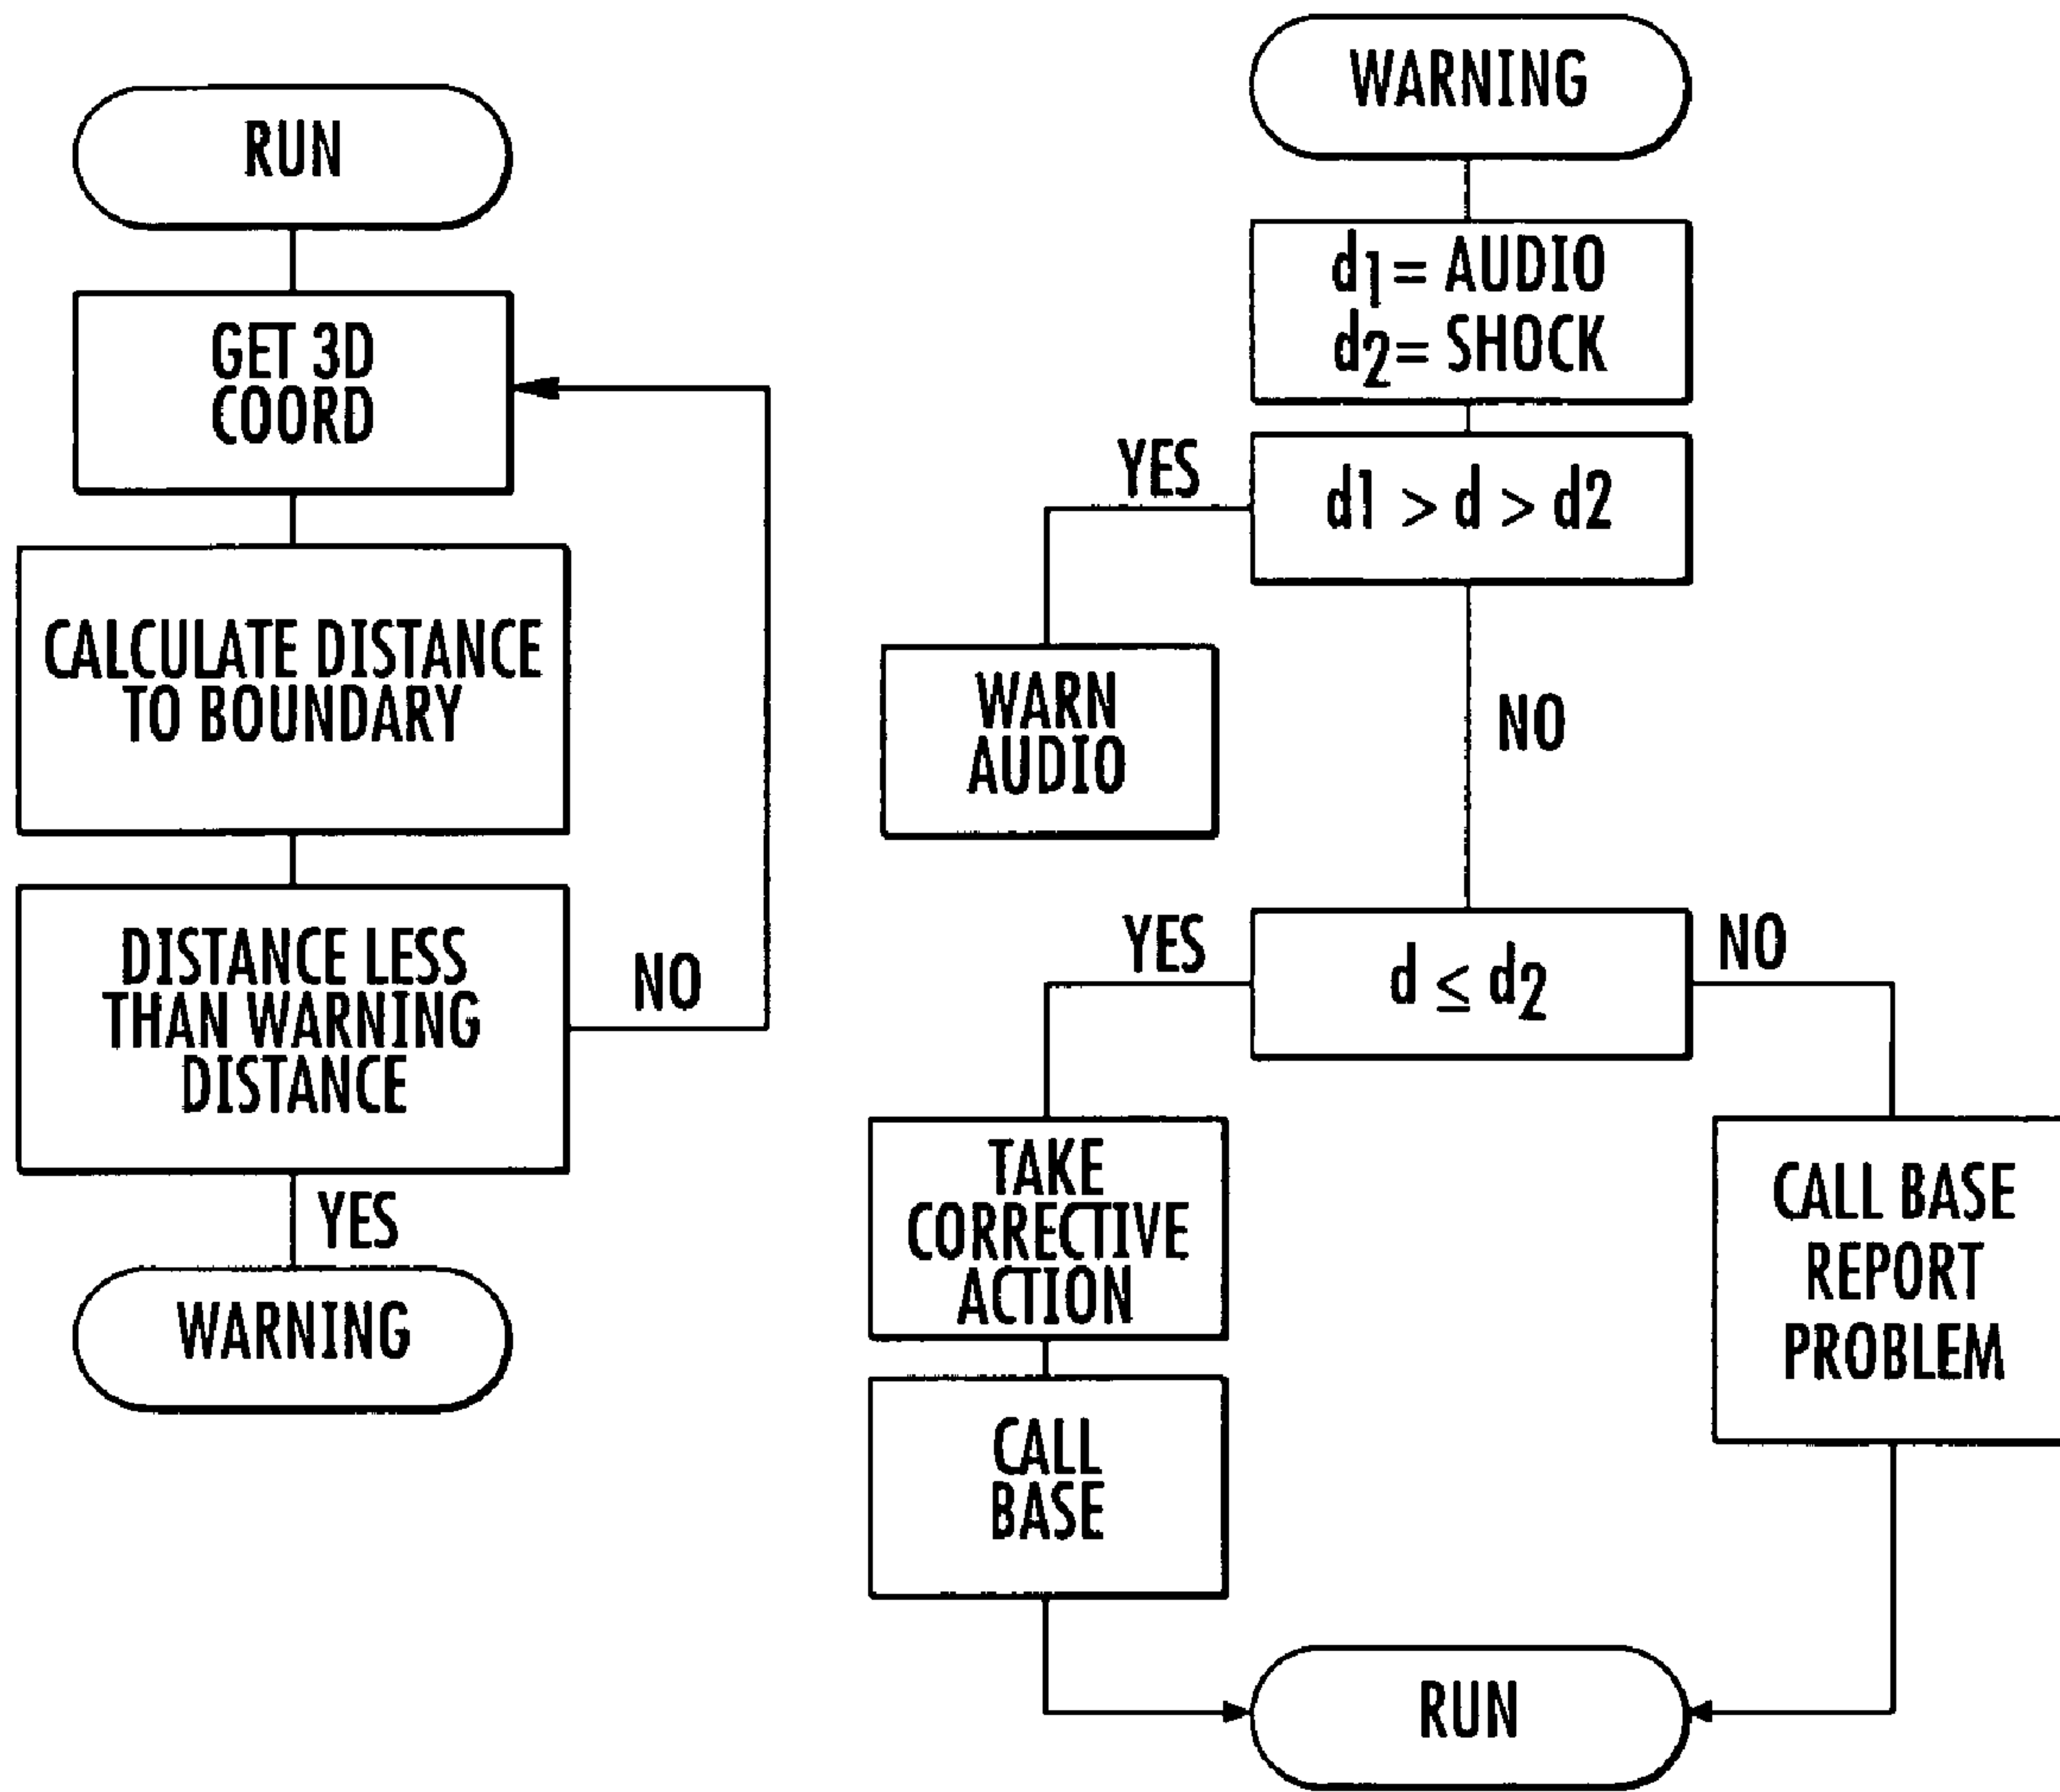 RUN
GET 3D
COORD
CALCULATE DISTANCE
TO BOUNDARY
DISTANCE LESS
THAN WARNING
DISTANCE
NO
YES
WARNING
WARNING
d1= AUDIO
d2= SHOCK
d1 > d > d2
YES
WARN
AUDIO
NO
d ≤ d2
YES
NO
TAKE
CORRECTIVE
ACTION
CALL
BASE
CALL BASE
REPORT
PROBLEM
RUN